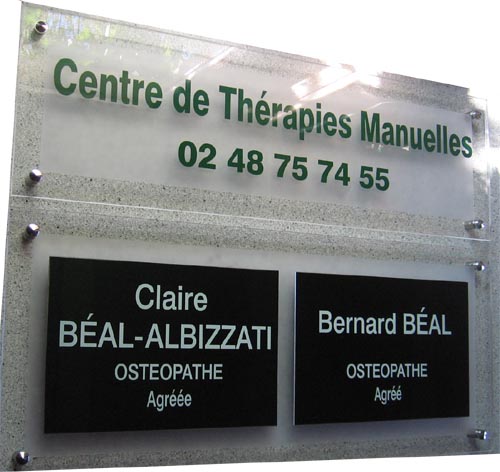 Centre de Thérapies Manuelles
02 48 75 74 55
Claire
BÉAL-ALBIZZATI
OSTEOPATHE
Agréée
Bernard BÉAL
OSTEOPATHE
Agréé